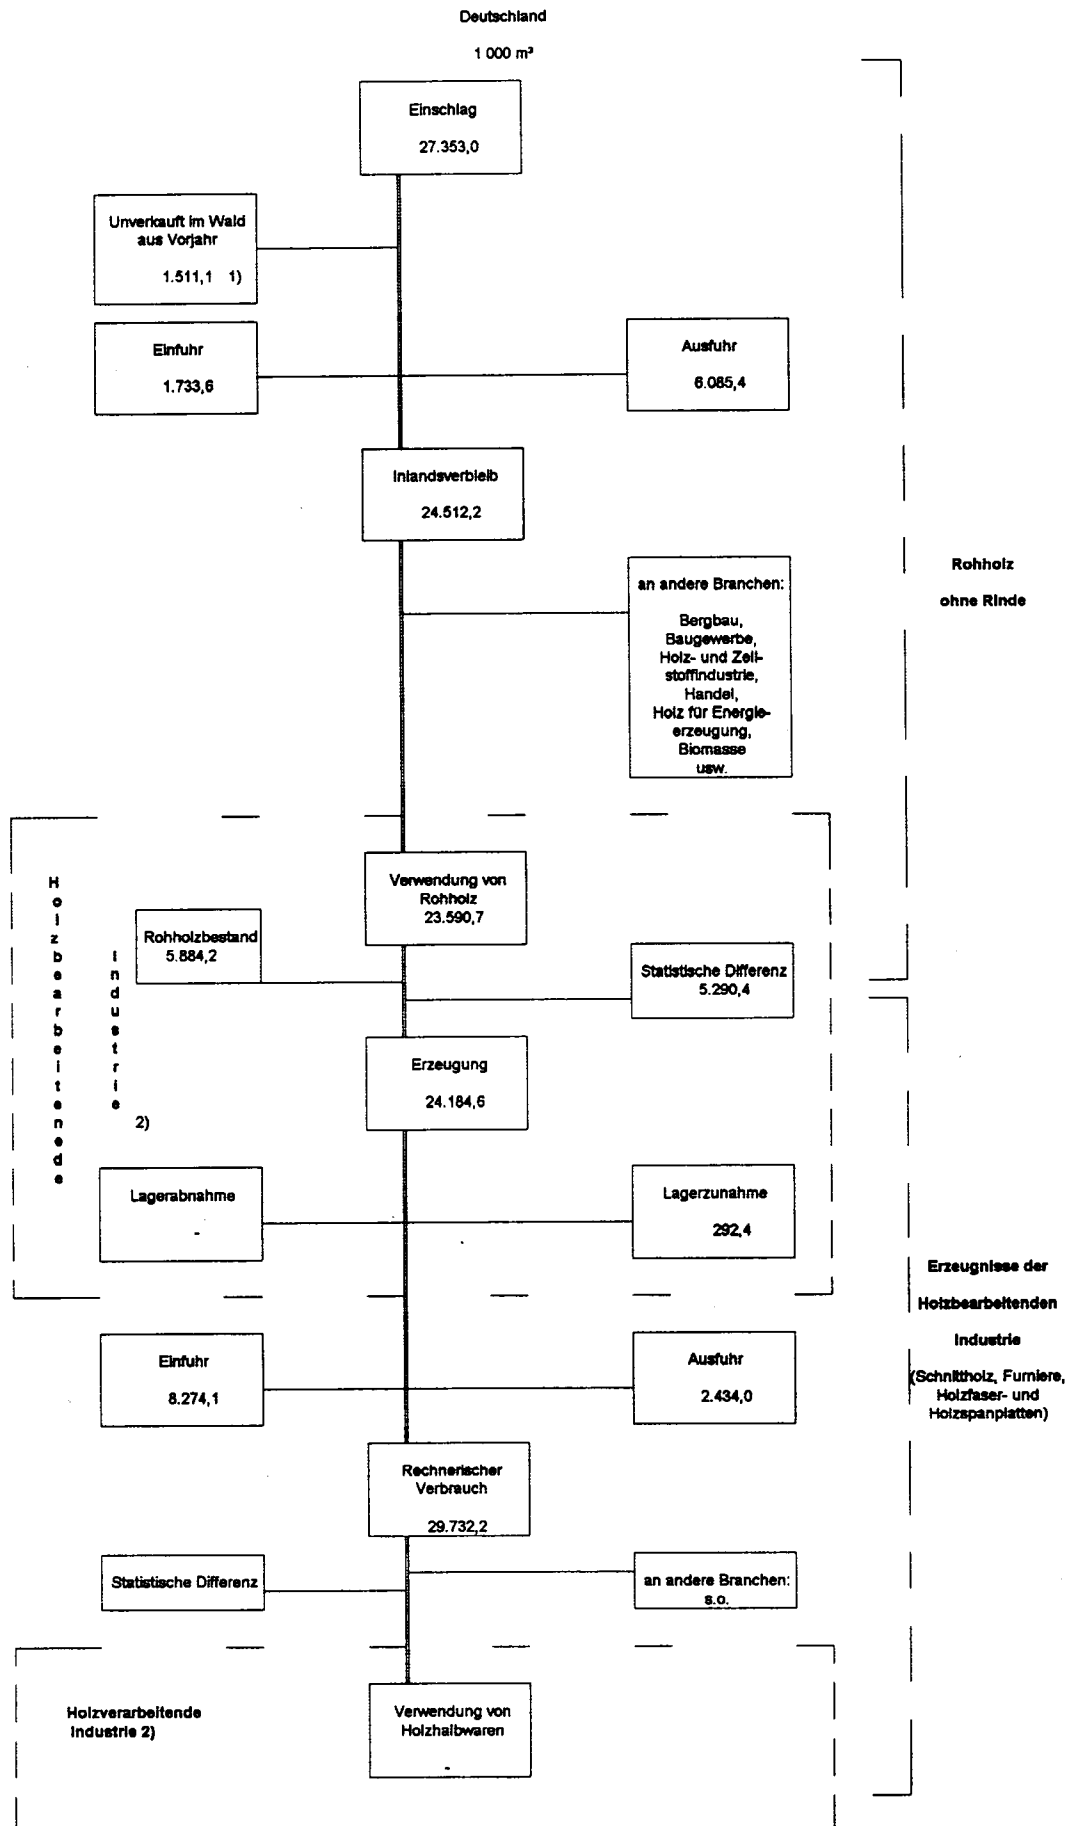 Deutschland
1 000 m³
Einschlag
27.353,0
Unverkauft im Wald
aus Vorjahr
1.511,1 1)
Einfuhr
1.733,6
Ausfuhr
6.085,4
Inlandsverbleib
24.512,2
an andere Branchen:
Bergbau,
Baugewerbe,
Holz- und Zell-
stoffindustrie,
Handel,
Holz für Energie-
erzeugung,
Biomasse
usw.
Rohholz
ohne Rinde
Holzbearbeitenede
Industrie
2)
Verwendung von
Rohholz
23.590,7
Rohholzbestand
5.884,2
Statistische Differenz
5.290,4
Erzeugung
24.184,6
Lagerabnahme
-
Lagerzunahme
292,4
Erzeugnisse der
Holzbearbeitenden
Industrie
(Schnittholz, Furniere,
Holzfaser- und
Holzspanplatten)
Einfuhr
8.274,1
Ausfuhr
2.434,0
Rechnerischer
Verbrauch
29.732,2
Statistische Differenz
an andere Branchen:
s.o.
Holzverarbeitende
Industrie 2)
Verwendung von
Holzhalbwaren
-